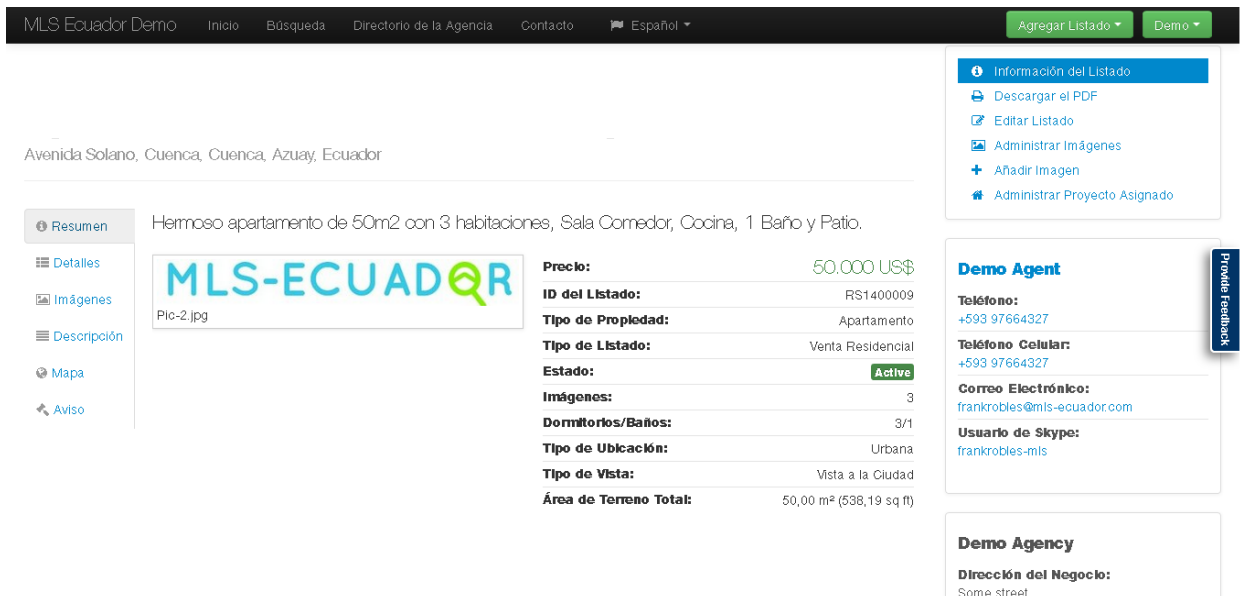 MLS Ecuador Demo Inicio Búsqueda Directorio de la Agencia Contacto Español Agregar Listado Demo
Avenida Solano, Cuenca, Cuenca, Azuay, Ecuador
Resumen
Detalles
Imágenes
Descripción
Mapa
Aviso
Hermoso apartamento de 50m2 con 3 habitaciones, Sala Comedor, Cocina, 1 Baño y Patio.
MLS-ECUADOR
Pic-2.jpg
Precio: 50.000 US$
ID del Listado: RS1400009
Tipo de Propiedad: Apartamento
Tipo de Listado: Venta Residencial
Estado: Active
Imágenes: 3
Dormitorios/Baños: 3/1
Tipo de Ubicación: Urbana
Tipo de Vista: Vista a la Ciudad
Área de Terreno Total: 50,00 m² (538,19 sq ft)
Información del Listado
Descargar el PDF
Editar Listado
Administrar Imágenes
Añadir Imagen
Administrar Proyecto Asignado
Demo Agent
Teléfono:
+593 97664327
Teléfono Celular:
+593 97664327
Correo Electrónico:
frankrobles@mls-ecuador.com
Usuario de Skype:
frankrobles-mls
Demo Agency
Dirección del Negocio:
Some street
Provide Feedback